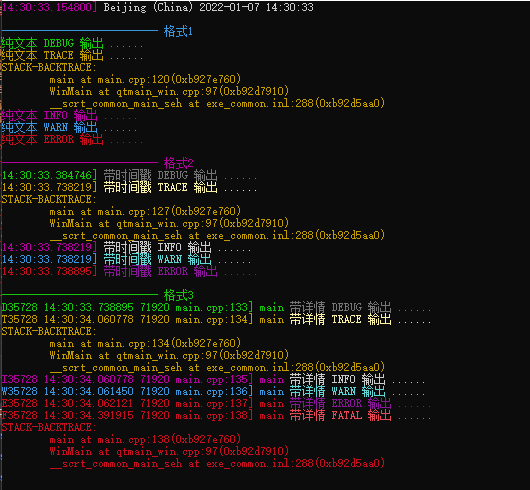 14:30:33.154800] Beijing (China) 2022-01-07 14:30:33
格式1
纯文本 DEBUG 输出 ......
纯文本 TRACE 输出 ......
STACK-BACKTRACE:
main at main.cpp:120(0xb927e760)
WinMain at qtmain_win.cpp:97(0xb92d7910)
__scrt_common_main_seh at exe_common.inl:288(0xb92d5aa0)
纯文本 INFO 输出 ......
纯文本 WARN 输出 ......
纯文本 ERROR 输出 ......
格式2
14:30:33.384746] 带时间戳 DEBUG 输出 ......
14:30:33.738219] 带时间戳 TRACE 输出 ......
STACK-BACKTRACE:
main at main.cpp:127(0xb927e760)
WinMain at qtmain_win.cpp:97(0xb92d7910)
__scrt_common_main_seh at exe_common.inl:288(0xb92d5aa0)
14:30:33.738219] 带时间戳 INFO 输出 ......
14:30:33.738219] 带时间戳 WARN 输出 ......
14:30:33.738895] 带时间戳 ERROR 输出 ......
格式3
D35728 14:30:33.738895 71920 main.cpp:133] main 带详情 DEBUG 输出 ......
T35728 14:30:34.060778 71920 main.cpp:134] main 带详情 TRACE 输出 ......
STACK-BACKTRACE:
main at main.cpp:134(0xb927e760)
WinMain at qtmain_win.cpp:97(0xb92d7910)
__scrt_common_main_seh at exe_common.inl:288(0xb92d5aa0)
I35728 14:30:34.060778 71920 main.cpp:135] main 带详情 INFO 输出 ......
W35728 14:30:34.061450 71920 main.cpp:136] main 带详情 WARN 输出 ......
E35728 14:30:34.062121 71920 main.cpp:137] main 带详情 ERROR 输出 ......
F35728 14:30:34.391915 71920 main.cpp:138] main 带详情 FATAL 输出 ......
STACK-BACKTRACE:
main at main.cpp:138(0xb927e760)
WinMain at qtmain_win.cpp:97(0xb92d7910)
__scrt_common_main_seh at exe_common.inl:288(0xb92d5aa0)